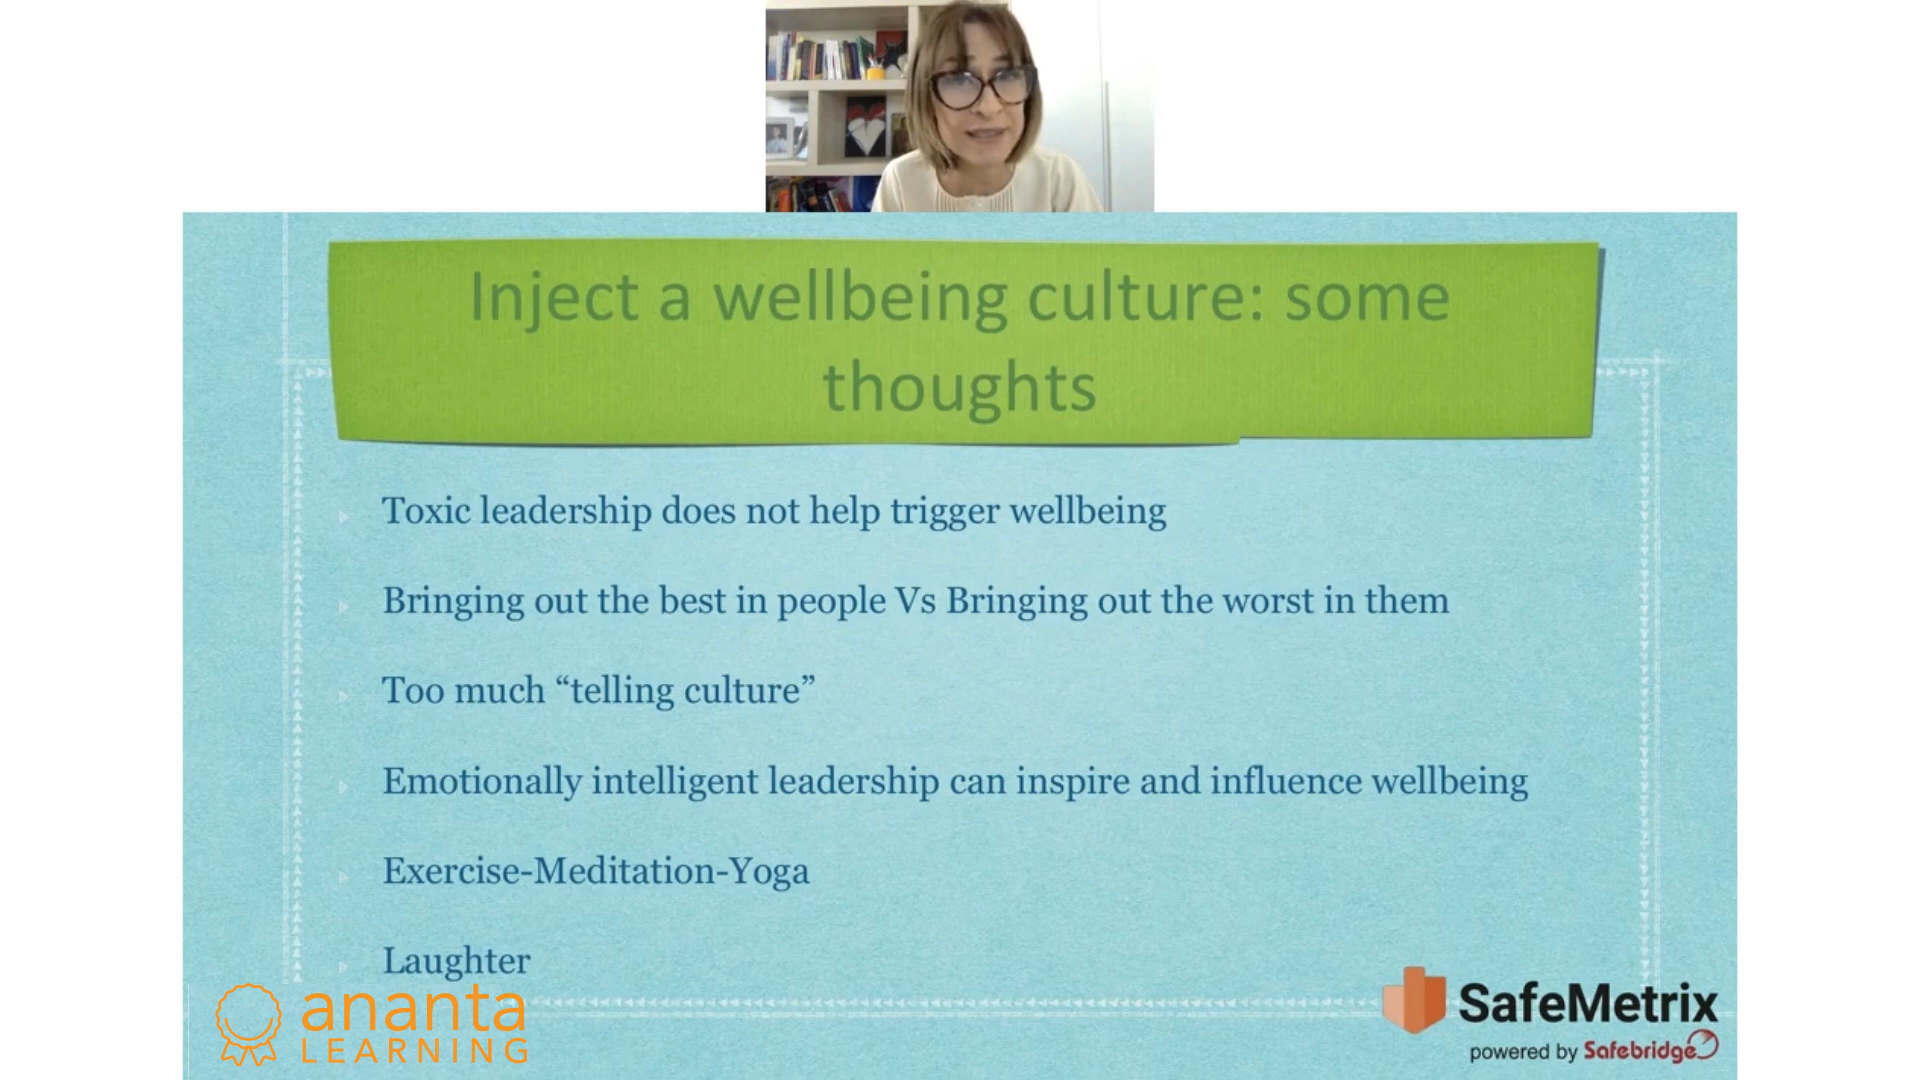 Inject a wellbeing culture: some
thoughts
Toxic leadership does not help trigger wellbeing
Bringing out the best in people Vs Bringing out the worst in them
Too much “telling culture”
Emotionally intelligent leadership can inspire and influence wellbeing
Exercise-Meditation-Yoga
Laughter
ananta
LEARNING
SafeMetrix
powered by Safebridge